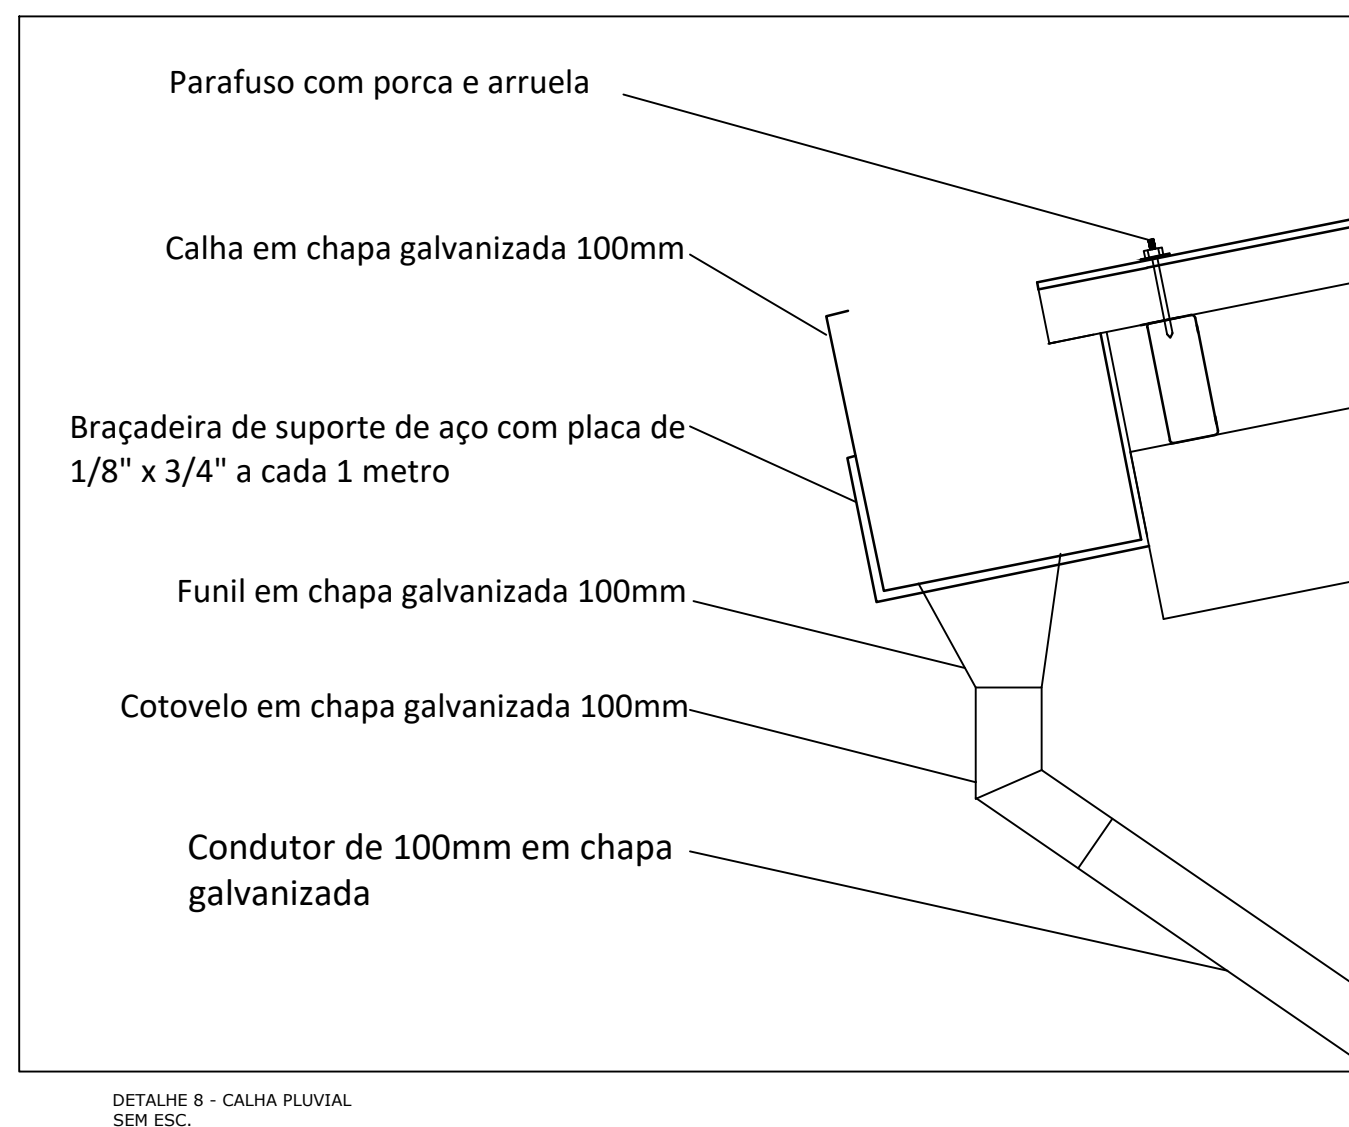 Parafuso com porca e arruela
Calha em chapa galvanizada 100mm
Braçadeira de suporte de aço com placa de
1/8" x 3/4" a cada 1 metro
Funil em chapa galvanizada 100mm
Cotovelo em chapa galvanizada 100mm
Condutor de 100mm em chapa
galvanizada
DETALHE 8 - CALHA PLUVIAL
SEM ESC.